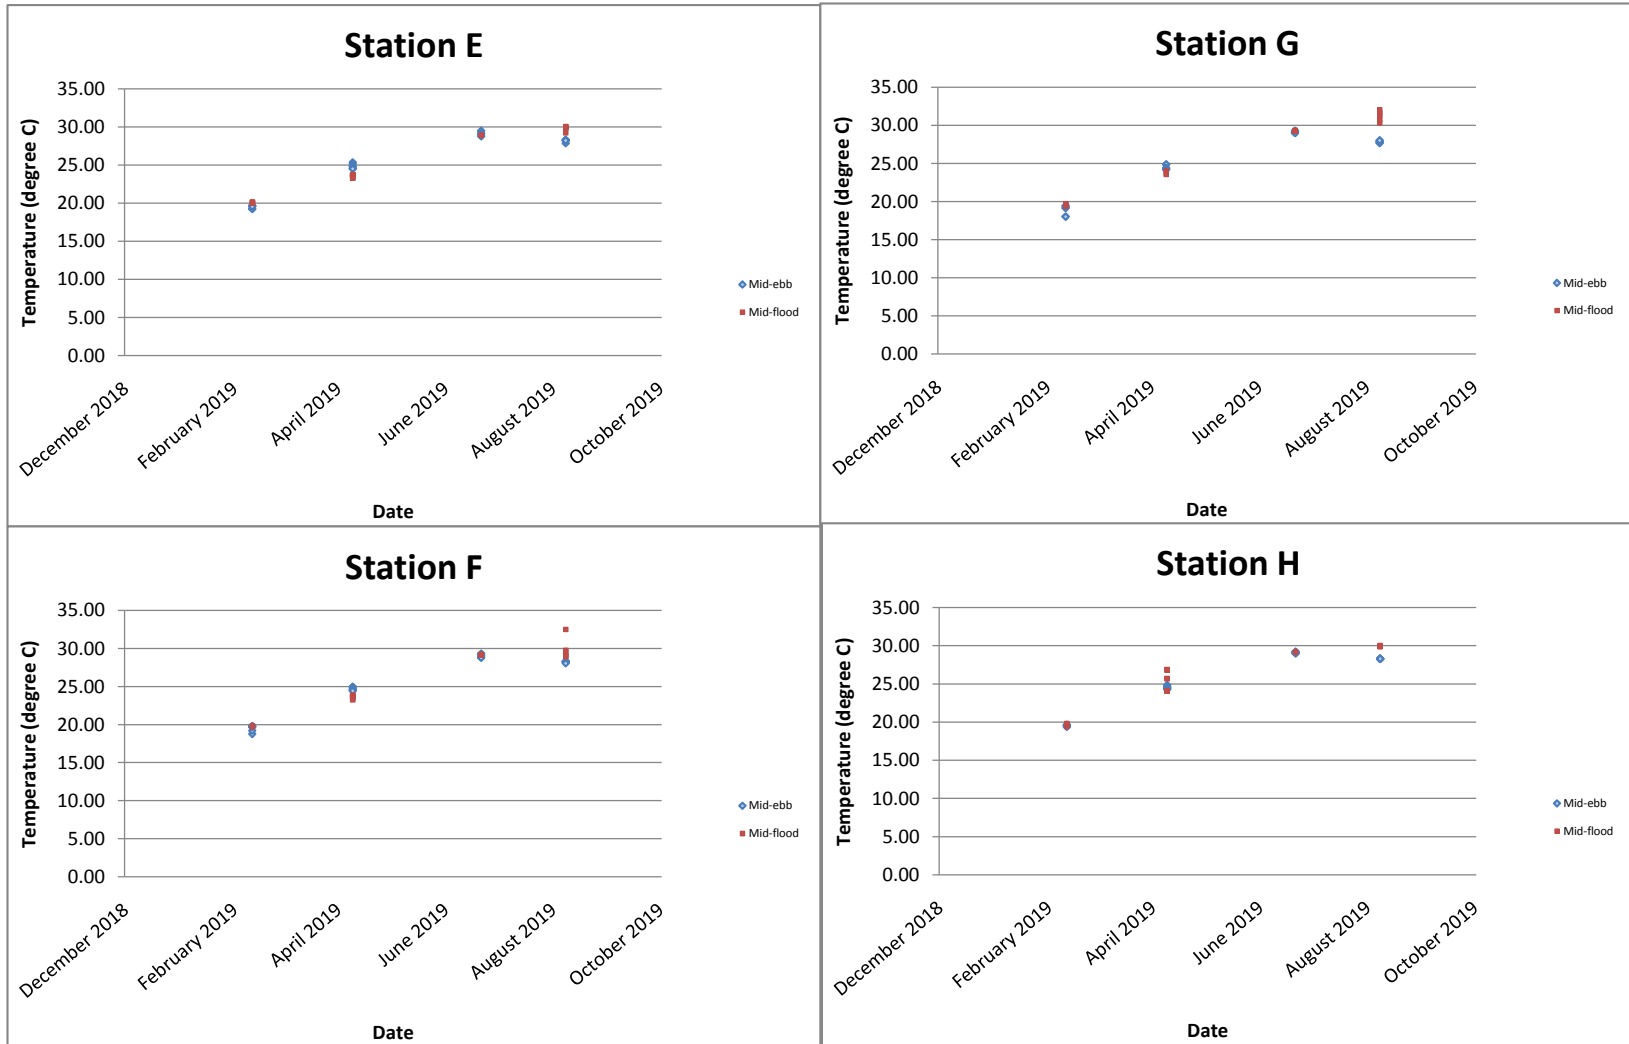 Station E
Temperature (degree C)
35.00
30.00
25.00
20.00
15.00
10.00
5.00
0.00
December 2018
February 2019
April 2019
June 2019
August 2019
October 2019
Date
Mid-ebb
Mid-flood
Station G
Temperature (degree C)
35.00
30.00
25.00
20.00
15.00
10.00
5.00
0.00
December 2018
February 2019
April 2019
June 2019
August 2019
October 2019
Date
Mid-ebb
Mid-flood
Station F
Temperature (degree C)
35.00
30.00
25.00
20.00
15.00
10.00
5.00
0.00
December 2018
February 2019
April 2019
June 2019
August 2019
October 2019
Date
Mid-ebb
Mid-flood
Station H
Temperature (degree C)
35.00
30.00
25.00
20.00
15.00
10.00
5.00
0.00
December 2018
February 2019
April 2019
June 2019
August 2019
October 2019
Date
Mid-ebb
Mid-flood